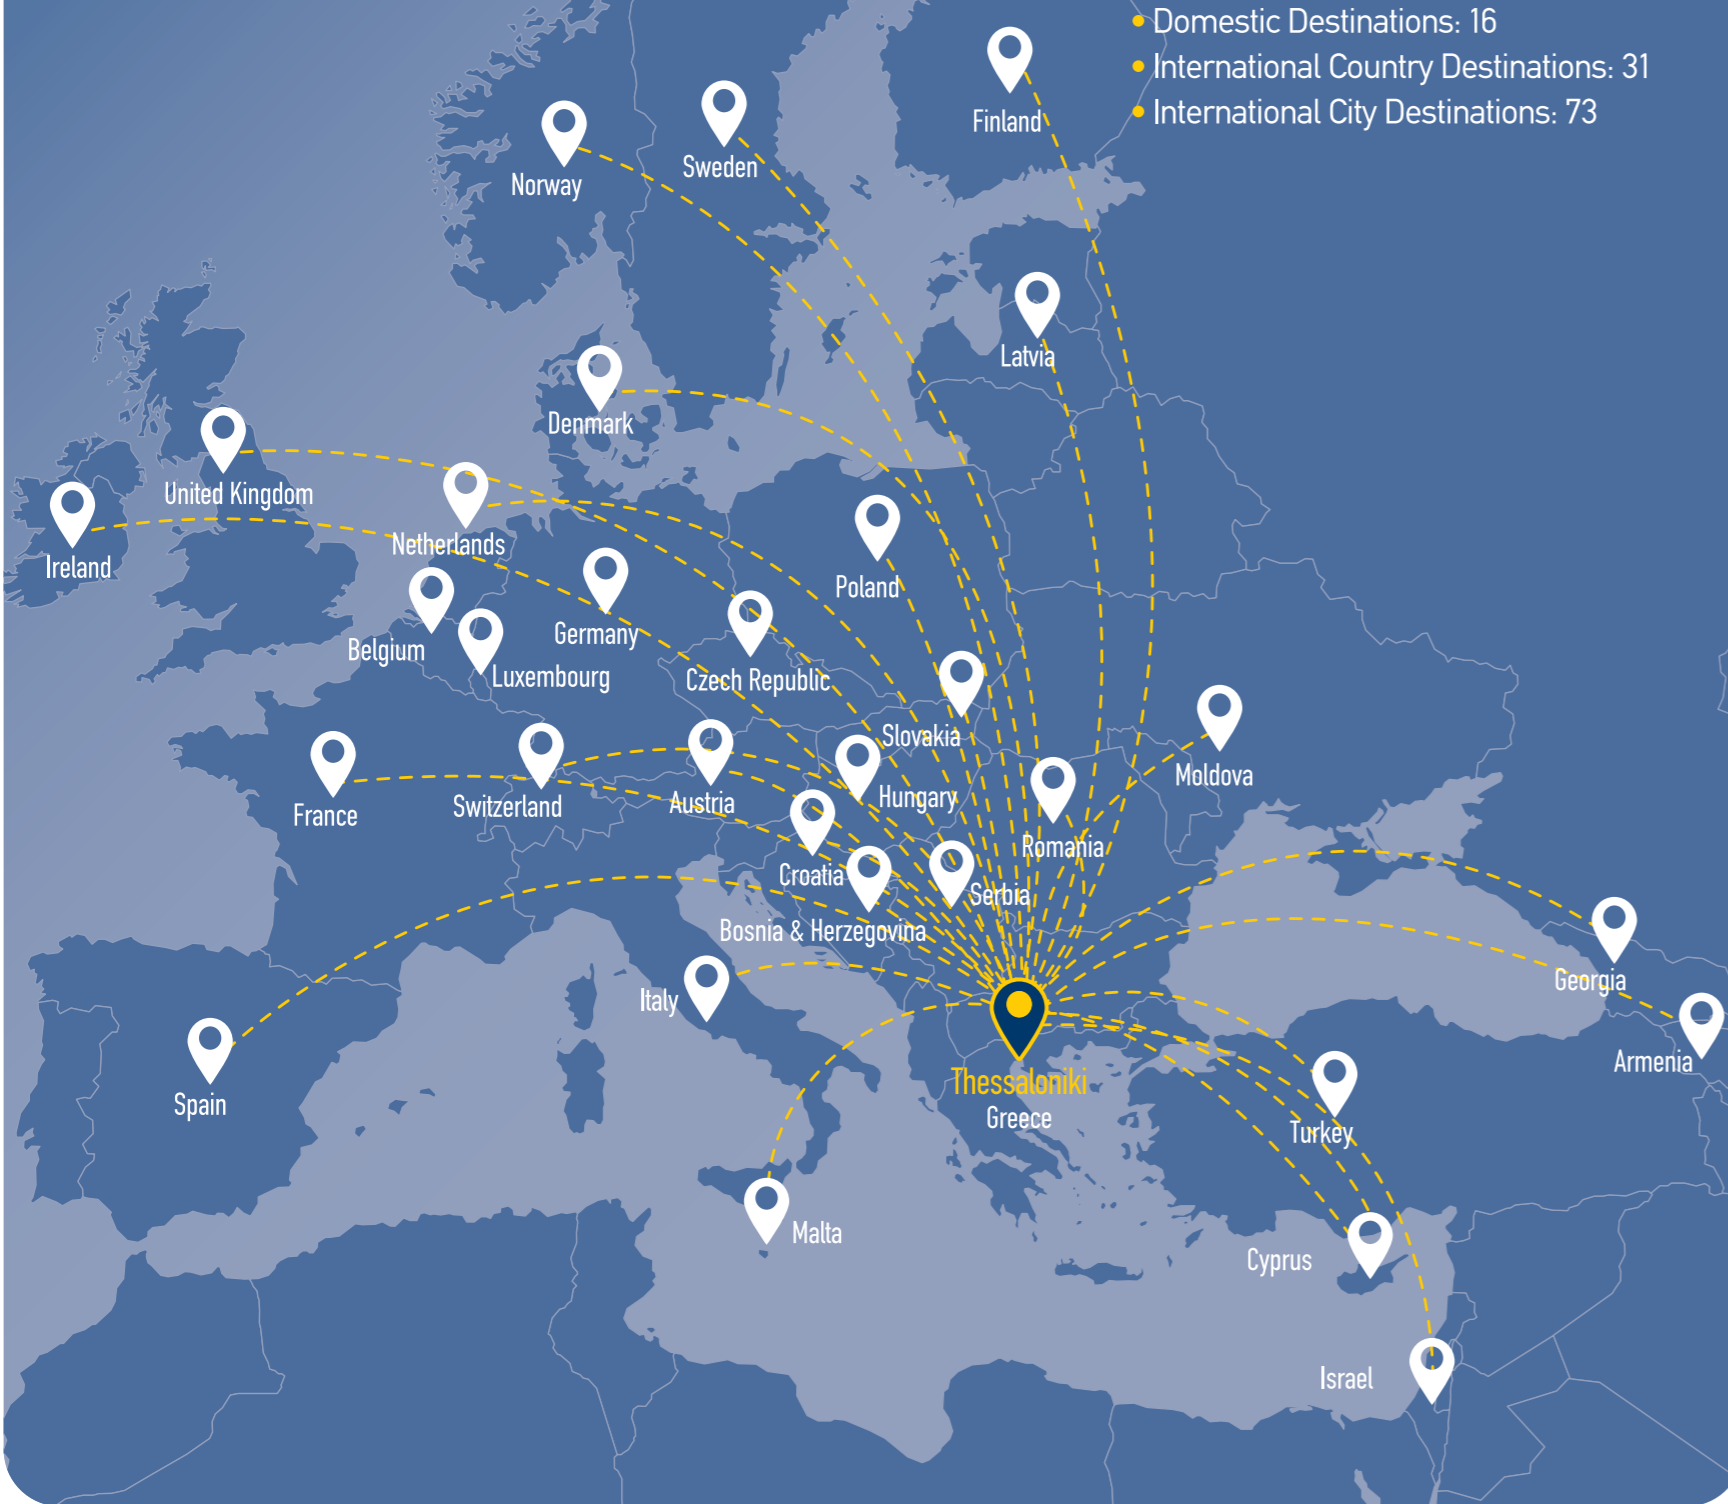 • Domestic Destinations: 16
• International Country Destinations: 31
• International City Destinations: 73
Finland
Sweden
Norway
Latvia
Denmark
United Kingdom
Netherlands
Ireland
Poland
Germany
Belgium
Luxembourg
Czech Republic
Slovakia
Moldova
Hungary
Austria
Switzerland
France
Romania
Croatia
Serbia
Bosnia & Herzegovina
Georgia
Italy
Armenia
Thessaloniki
Greece
Spain
Turkey
Malta
Cyprus
Israel